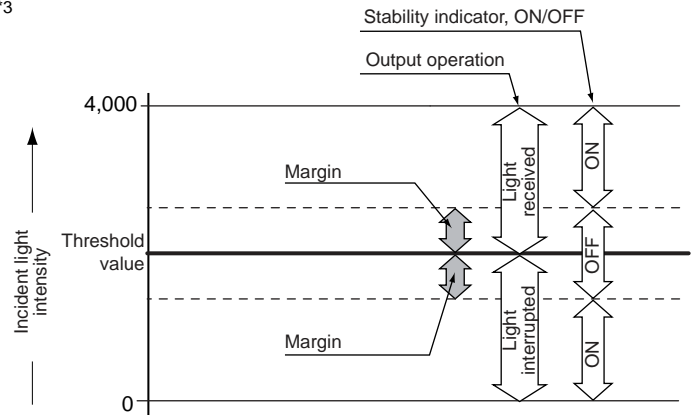 *3
Stability indicator, ON/OFF
Output operation
4,000
Margin
Light
received
ON
Incident light
intensity
Threshold
value
OFF
Margin
Light
interrupted
ON
0